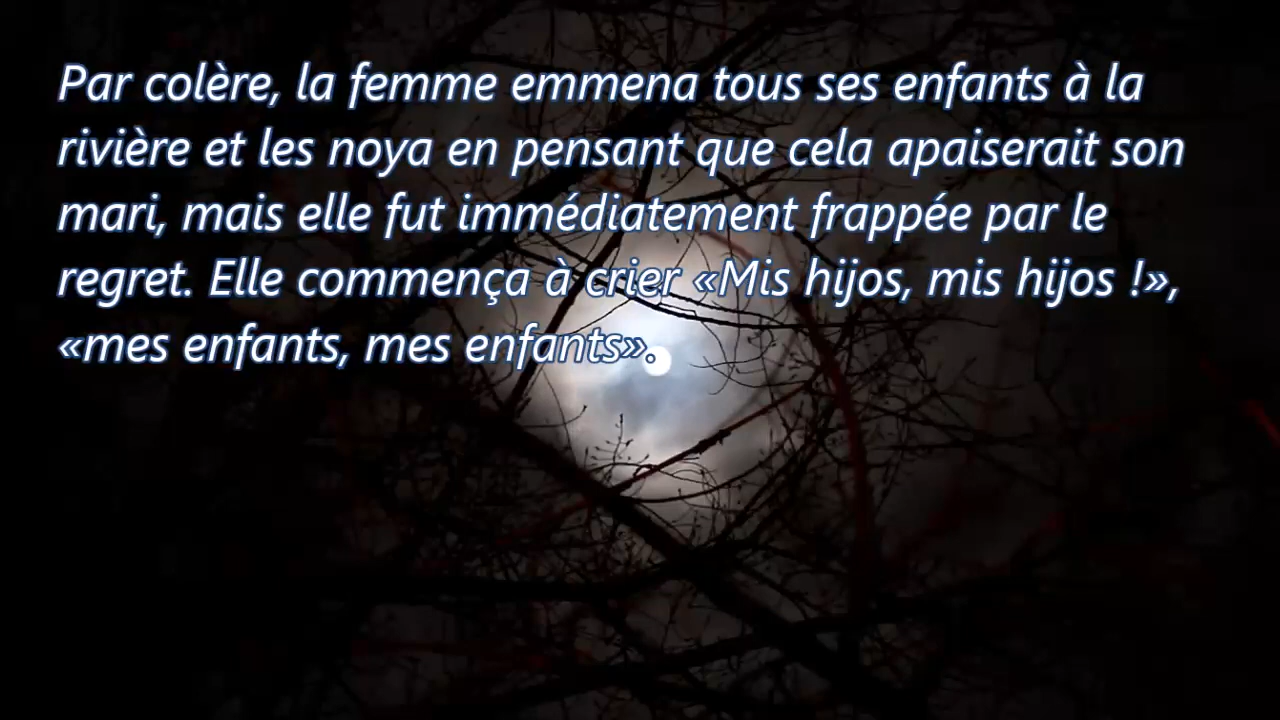 Par colère, la femme emmena tous ses enfants à la
rivière et les noya en pensant que cela apaiserait son
mari, mais elle fut immédiatement frappée par le
regret. Elle commença à crier «Mis hijos, mis hijos !»,
«mes enfants, mes enfants».